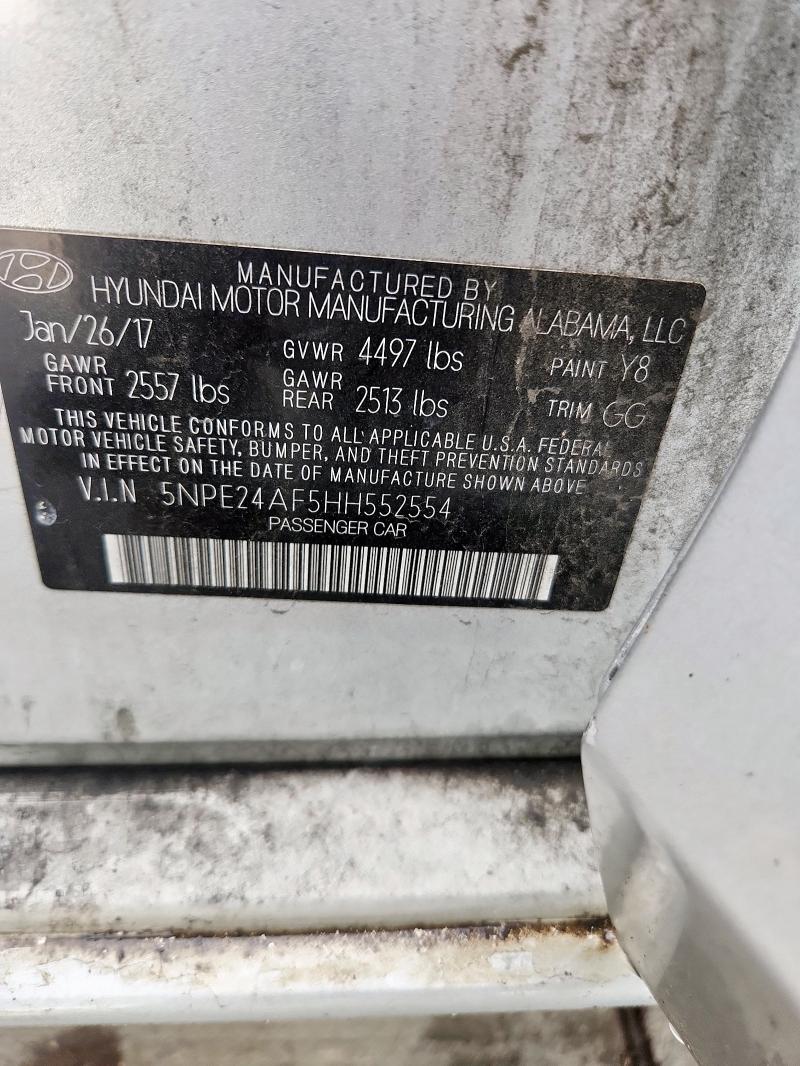 MANUFACTURED BY
HYUNDAI MOTOR MANUFACTURING ALABAMA, LLC
Jan/26/17 GVWR 4497 lbs PAINT Y8
GAWR FRONT 2557 lbs GAWR REAR 2513 lbs TRIM GG
THIS VEHICLE CONFORMS TO ALL APPLICABLE U.S.A. FEDERAL
MOTOR VEHICLE SAFETY, BUMPER, AND THEFT PREVENTION STANDARDS
IN EFFECT ON THE DATE OF MANUFACTURE SHOWN ABOVE
V.I.N 5NPE24AF5HH552554
PASSENGER CAR